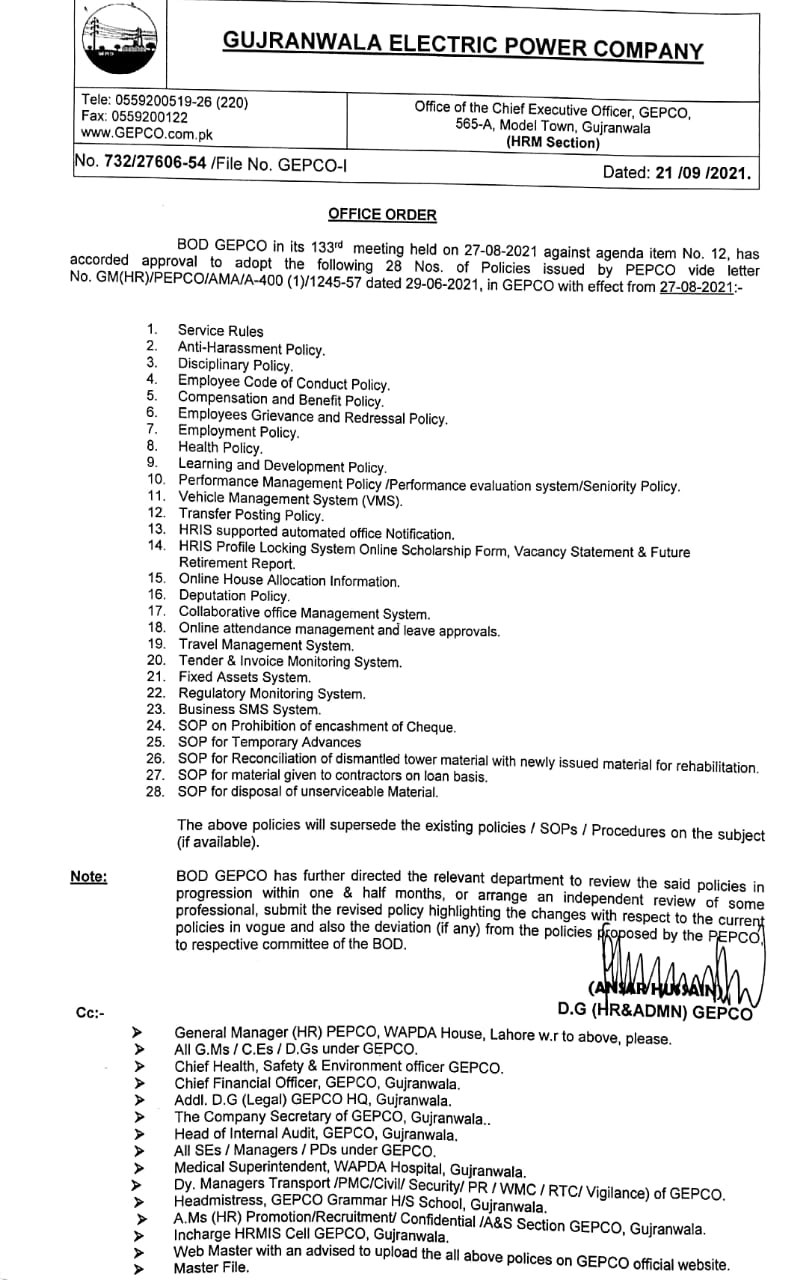 GUJRANWALA ELECTRIC POWER COMPANY
Tele: 0559200519-26 (220)
Fax: 0559200122
www.GEPCO.com.pk
Office of the Chief Executive Officer, GEPCO,
565-A, Model Town, Gujranwala
(HRM Section)
No. 732/27606-54 /File No. GEPCO-I
Dated: 21 /09 /2021.
OFFICE ORDER
BOD GEPCO in its 133rd meeting held on 27-08-2021 against agenda item No. 12, has
accorded approval to adopt the following 28 Nos. of Policies issued by PEPCO vide letter
No. GM(HR)/PEPCO/AMA/A-400 (1)/1245-57 dated 29-06-2021, in GEPCO with effect from 27-08-2021:-
1. Service Rules
2. Anti-Harassment Policy.
3. Disciplinary Policy.
4. Employee Code of Conduct Policy.
5. Compensation and Benefit Policy.
6. Employees Grievance and Redressal Policy.
7. Employment Policy.
8. Health Policy.
9. Learning and Development Policy.
10. Performance Management Policy /Performance evaluation system/Seniority Policy.
11. Vehicle Management System (VMS).
12. Transfer Posting Policy.
13. HRIS supported automated office Notification.
14. HRIS Profile Locking System Online Scholarship Form, Vacancy Statement & Future
Retirement Report.
15. Online House Allocation Information.
16. Deputation Policy.
17. Collaborative office Management System.
18. Online attendance management and leave approvals.
19. Travel Management System.
20. Tender & Invoice Monitoring System.
21. Fixed Assets System.
22. Regulatory Monitoring System.
23. Business SMS System.
24. SOP on Prohibition of encashment of Cheque.
25. SOP for Temporary Advances
26. SOP for Reconciliation of dismantled tower material with newly issued material for rehabilitation.
27. SOP for material given to contractors on loan basis.
28. SOP for disposal of unserviceable Material.
The above policies will supersede the existing policies / SOPs / Procedures on the subject
(if available).
Note: BOD GEPCO has further directed the relevant department to review the said policies in
progression within one & half months, or arrange an independent review of some
professional, submit the revised policy highlighting the changes with respect to the current
policies in vogue and also the deviation (if any) from the policies proposed by the PEPCO,
to respective committee of the BOD.
(ANSAR HUSSAIN)
D.G (HR&ADMN) GEPCO
Cc:-
➤ General Manager (HR) PEPCO, WAPDA House, Lahore w.r to above, please.
➤ All G.Ms / C.Es / D.Gs under GEPCO.
➤ Chief Health, Safety & Environment officer GEPCO.
➤ Chief Financial Officer, GEPCO, Gujranwala.
➤ Addl. D.G (Legal) GEPCO HQ, Gujranwala.
➤ The Company Secretary of GEPCO, Gujranwala..
➤ Head of Internal Audit, GEPCO, Gujranwala.
➤ All SEs / Managers / PDs under GEPCO.
➤ Medical Superintendent, WAPDA Hospital, Gujranwala.
➤ Dy. Managers Transport /PMC/Civil/ Security/ PR / WMC / RTC/ Vigilance) of GEPCO.
➤ Headmistress, GEPCO Grammar H/S School, Gujranwala.
➤ A.Ms (HR) Promotion/Recruitment/ Confidential /A&S Section GEPCO, Gujranwala.
➤ Incharge HRMIS Cell GEPCO, Gujranwala.
➤ Web Master with an advised to upload the all above polices on GEPCO official website.
➤ Master File.